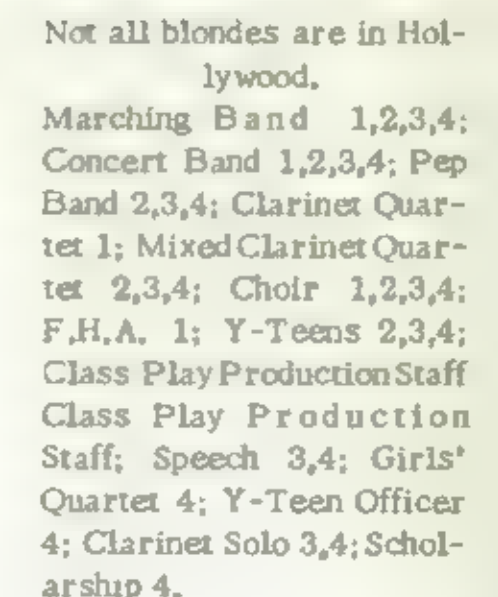 Not all blondes are in Hol-
lywood.
Marching Band 1,2,3,4;
Concert Band 1,2,3,4; Pep
Band 2,3,4; Clarinet Quar-
tet 1; Mixed Clarinet Quar-
tet 2,3,4; Choir 1,2,3,4;
F.H.A. 1; Y-Teens 2,3,4;
Class Play Production Staff
Class Play Production
Staff; Speech 3,4; Girls'
Quartet 4; Y-Teen Officer
4; Clarinet Solo 3,4; Schol-
arship 4.